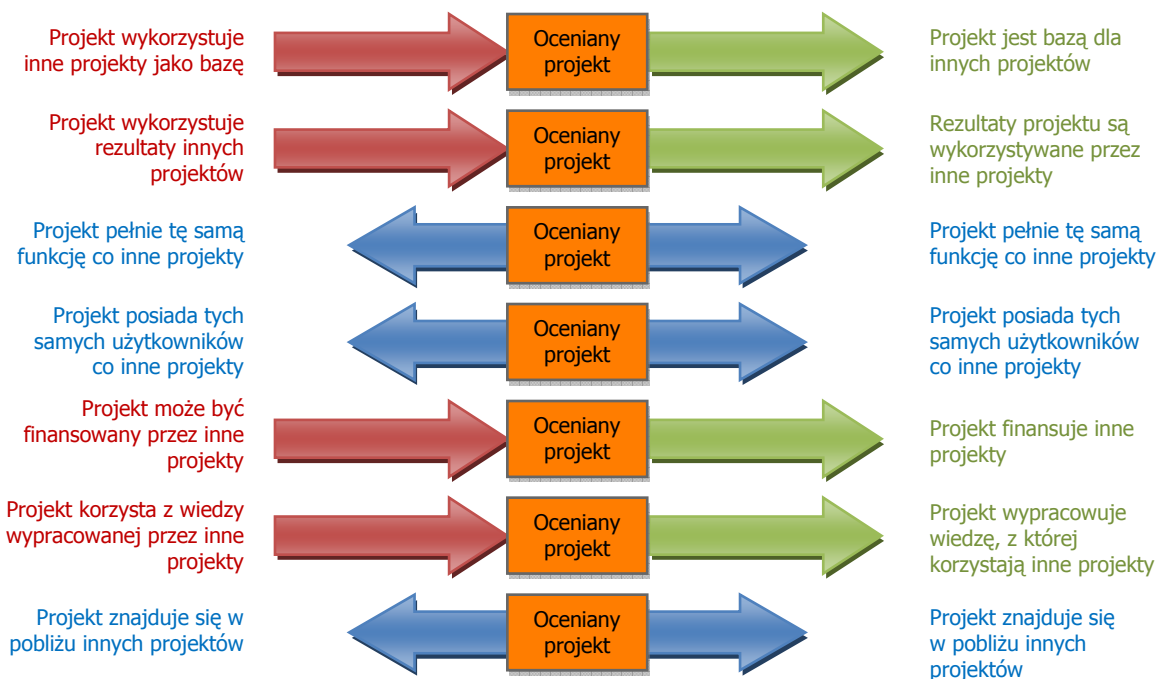 Projekt wykorzystuje
inne projekty jako bazę
Oceniany
projekt
Projekt jest bazą dla
innych projektów
Projekt wykorzystuje
rezultaty innych
projektów
Oceniany
projekt
Rezultaty projektu są
wykorzystywane przez
inne projekty
Projekt pełnie tę samą
funkcję co inne projekty
Oceniany
projekt
Projekt pełnie tę samą
funkcję co inne projekty
Projekt posiada tych
samych użytkowników
co inne projekty
Oceniany
projekt
Projekt posiada tych
samych użytkowników
co inne projekty
Projekt może być
finansowany przez inne
projekty
Oceniany
projekt
Projekt finansuje inne
projekty
Projekt korzysta z wiedzy
wypracowanej przez inne
projekty
Oceniany
projekt
Projekt wypracowuje
wiedzę, z której
korzystają inne projekty
Projekt znajduje się w
pobliżu innych projektów
Oceniany
projekt
Projekt znajduje się
w pobliżu innych
projektów